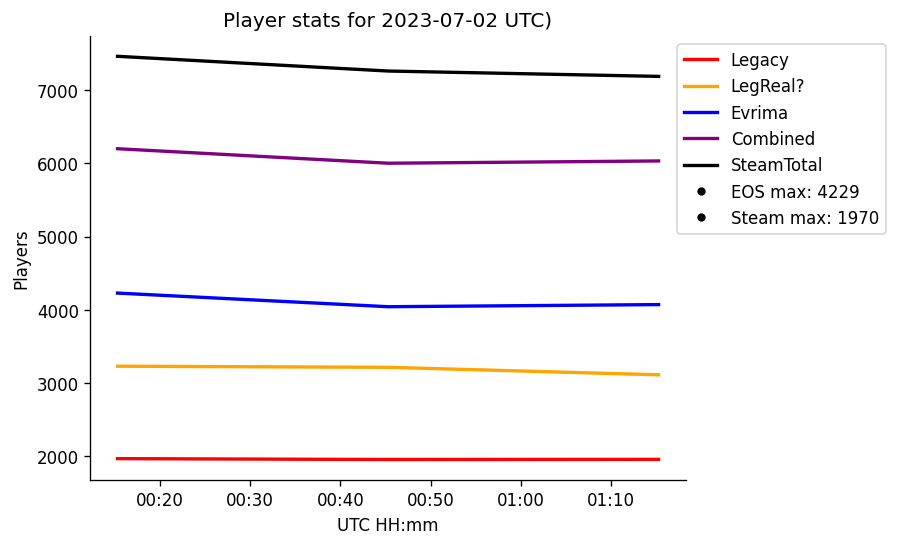 Player stats for 2023-07-02 UTC)
Legacy
LegReal?
Evrima
Combined
SteamTotal
EOS max: 4229
Steam max: 1970
Players
7000
6000
5000
4000
3000
2000
00:20 00:30 00:40 00:50 01:00 01:10
UTC HH:mm